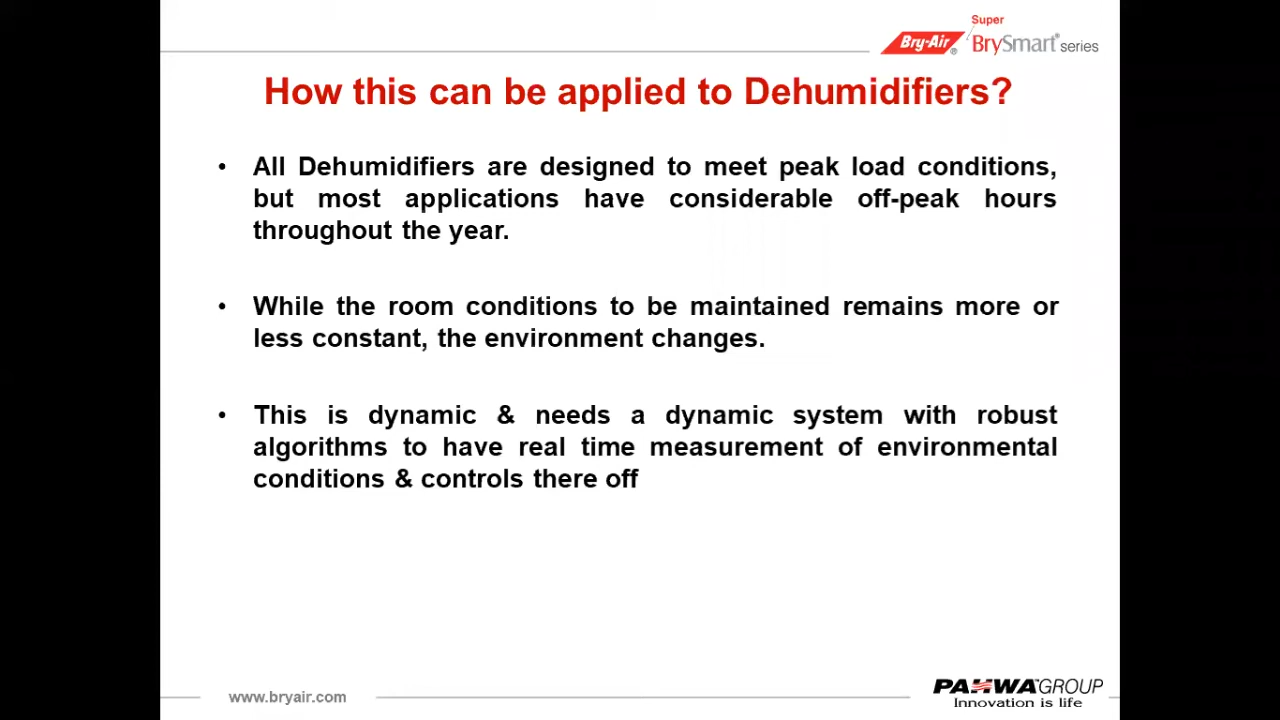 Super
Bry-Air® BrySmart® series
How this can be applied to Dehumidifiers?
• All Dehumidifiers are designed to meet peak load conditions,
but most applications have considerable off-peak hours
throughout the year.
• While the room conditions to be maintained remains more or
less constant, the environment changes.
• This is dynamic & needs a dynamic system with robust
algorithms to have real time measurement of environmental
conditions & controls there off
www.bryair.com
PAHWA GROUP
Innovation is life